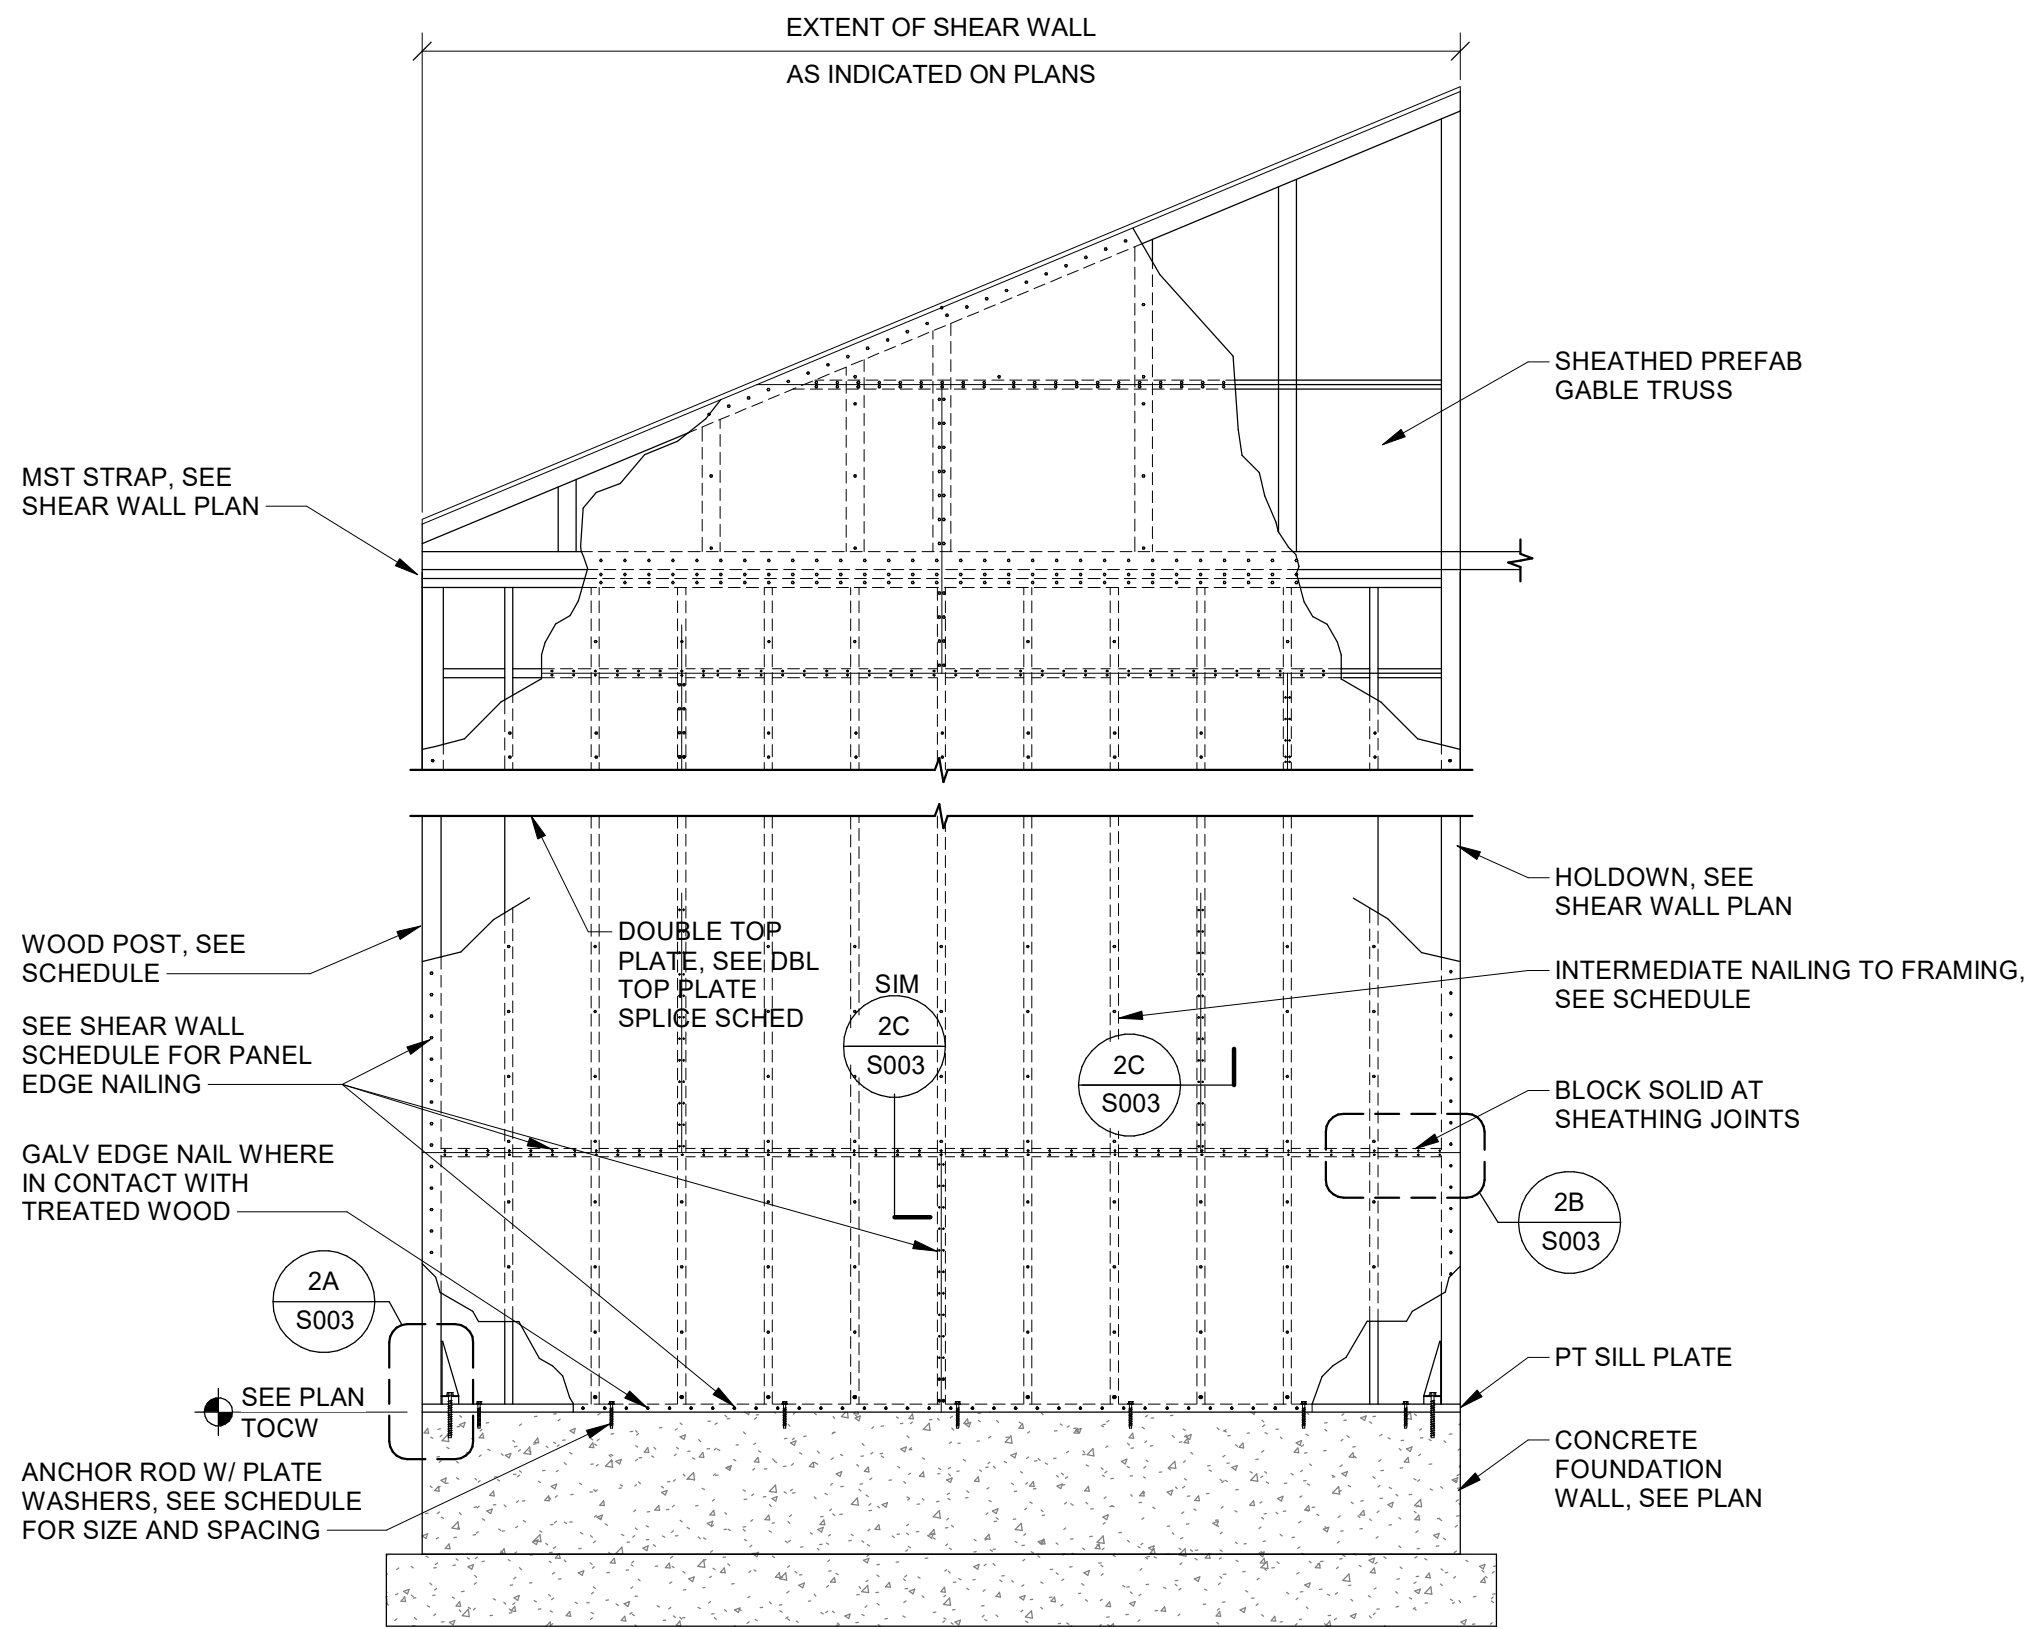 EXTENT OF SHEAR WALL
AS INDICATED ON PLANS
SHEATHED PREFAB
GABLE TRUSS
MST STRAP, SEE
SHEAR WALL PLAN
HOLDOWN, SEE
SHEAR WALL PLAN
WOOD POST, SEE
SCHEDULE
DOUBLE TOP
PLATE, SEE DBL
TOP PLATE
SPLICE SCHED
SIM
2C
S003
2C
S003
INTERMEDIATE NAILING TO FRAMING,
SEE SCHEDULE
SEE SHEAR WALL
SCHEDULE FOR PANEL
EDGE NAILING
BLOCK SOLID AT
SHEATHING JOINTS
GALV EDGE NAIL WHERE
IN CONTACT WITH
TREATED WOOD
2B
S003
2A
S003
PT SILL PLATE
SEE PLAN
TOCW
CONCRETE
FOUNDATION
WALL, SEE PLAN
ANCHOR ROD W/ PLATE
WASHERS, SEE SCHEDULE
FOR SIZE AND SPACING